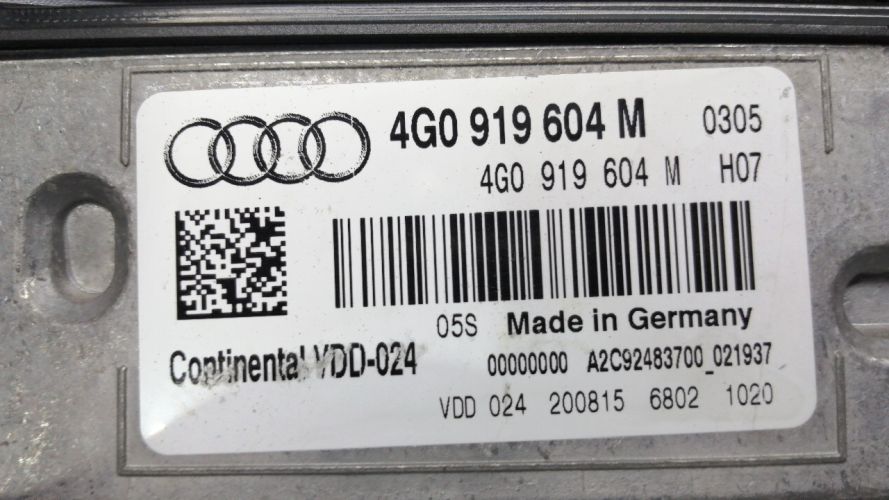 4G0 919 604 M 0305
4G0 919 604 M H07
05S Made in Germany
Continental VDD-024 00000000 A2C92483700_021937
VDD 024 200815 6802 1020